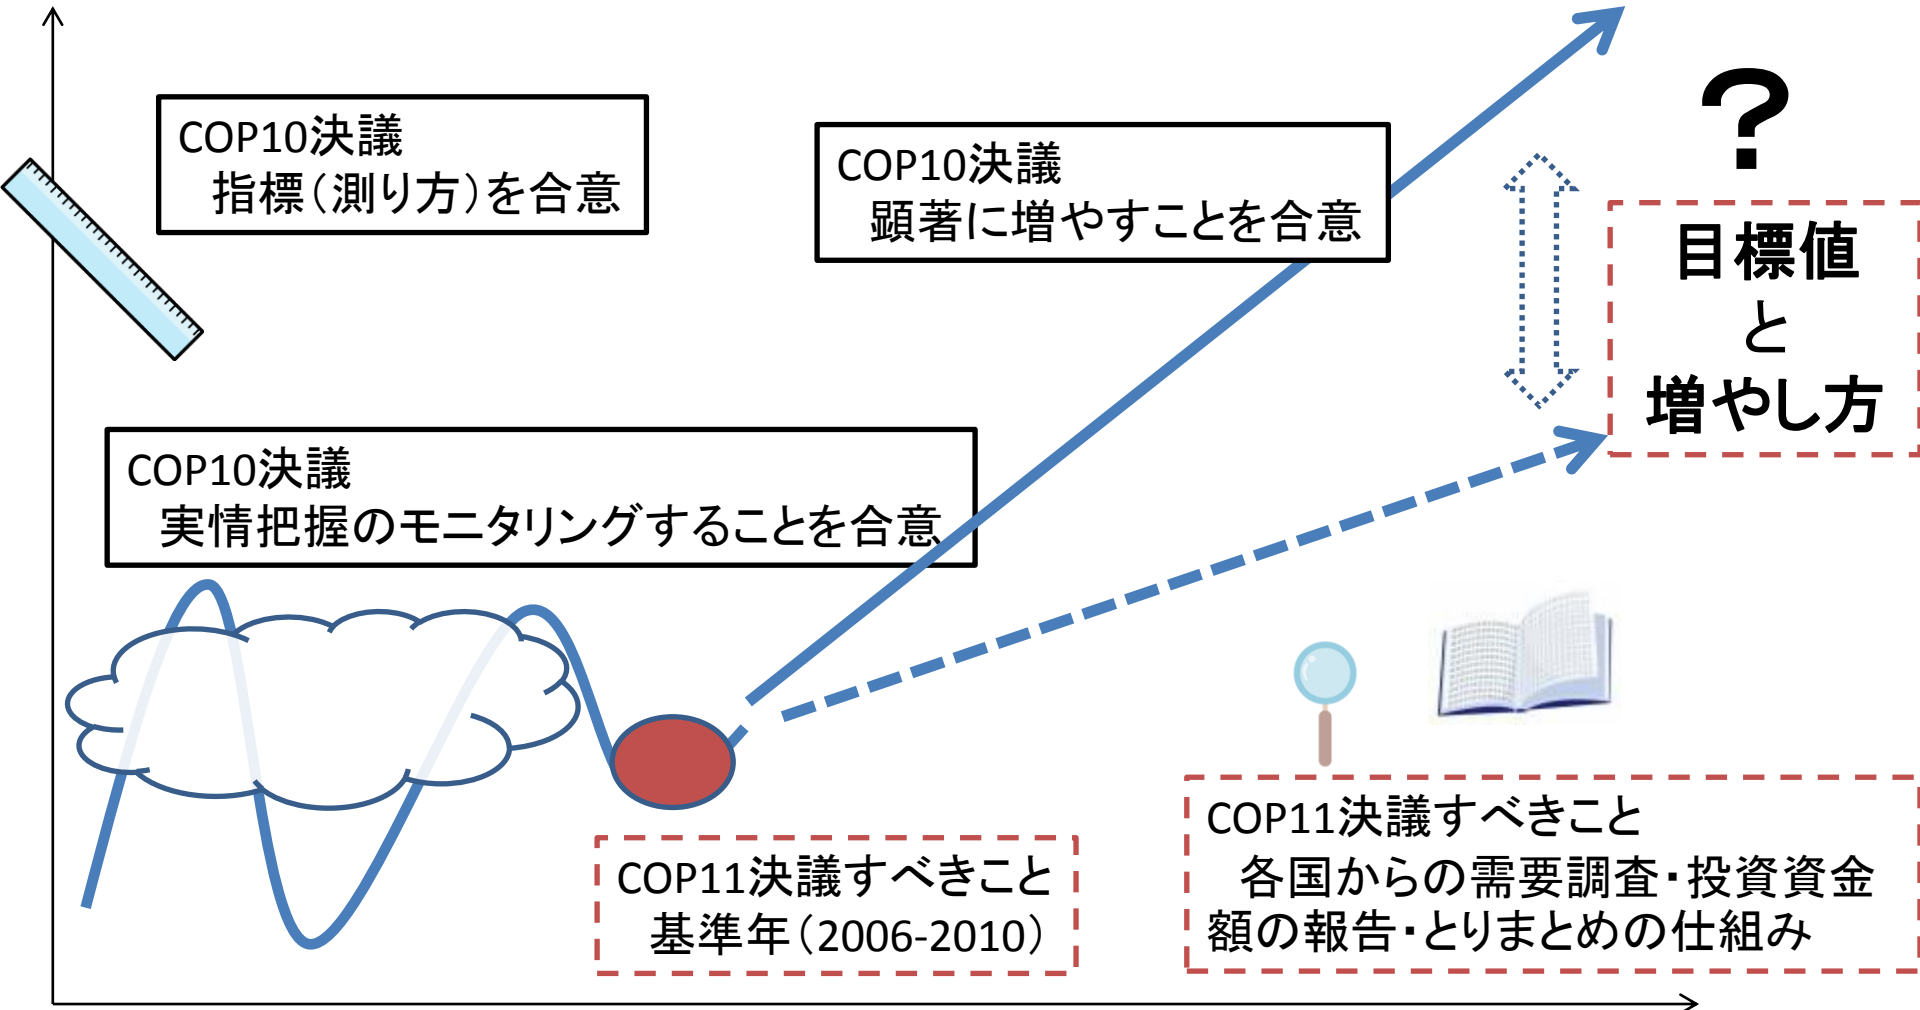 COP10決議
指標（測り方）を合意
COP10決議
顕著に増やすことを合意
？
目標値
と
増やし方
COP10決議
実情把握のモニタリングすることを合意
COP11決議すべきこと
基準年（2006-2010）
COP11決議すべきこと
各国からの需要調査・投資資金
額の報告・とりまとめの仕組み